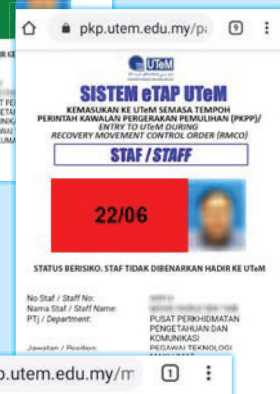 pkp.utem.edu.my/pa
9
UTeM
SISTEM eTAP UTeM
KEMASUKAN KE UTeM SEMASA TEMPOH
PERINTAH KAWALAN PERGERAKAN PEMULIHAN (PKPP)/
ENTRY TO UTeM DURING
RECOVERY MOVEMENT CONTROL ORDER (RMCO)
STAF / STAFF
22/06
STATUS BERISIKO. STAF TIDAK DIBENARKAN HADIR KE UTeM
No Staf / Staff No:
Nama Staf / Staff Name:
PTj / Department:
PUSAT PERKHIDMATAN
PENGETAHUAN DAN
KOMUNIKASI
Jawatan / Position:
PEGAWAI TEKNOLOGI
p.utem.edu.my/m
1